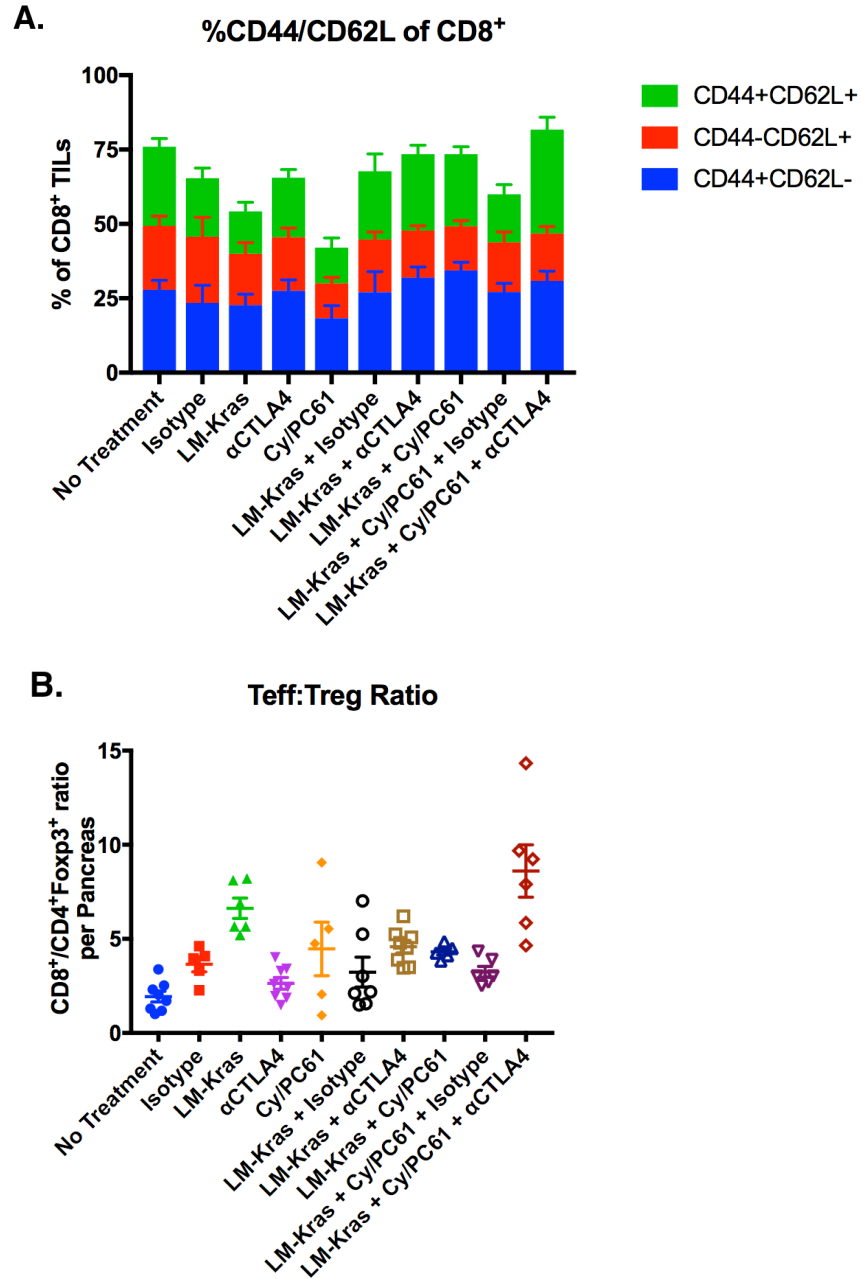 A.
%CD44/CD62L of CD8+
% of CD8+ TILs
100
75
50
25
0
No Treatment
Isotype
LM-Kras
αCTLA4
Cy/PC61
LM-Kras + Isotype
LM-Kras + αCTLA4
LM-Kras + Cy/PC61
LM-Kras + Cy/PC61 + Isotype
LM-Kras + Cy/PC61 + αCTLA4
CD44+CD62L+
CD44-CD62L+
CD44+CD62L-
B.
Teff:Treg Ratio
CD8+/CD4+Foxp3+ ratio
per Pancreas
15
10
5
0
No Treatment
Isotype
LM-Kras
αCTLA4
Cy/PC61
LM-Kras + Isotype
LM-Kras + αCTLA4
LM-Kras + Cy/PC61
LM-Kras + Cy/PC61 + Isotype
LM-Kras + Cy/PC61 + αCTLA4